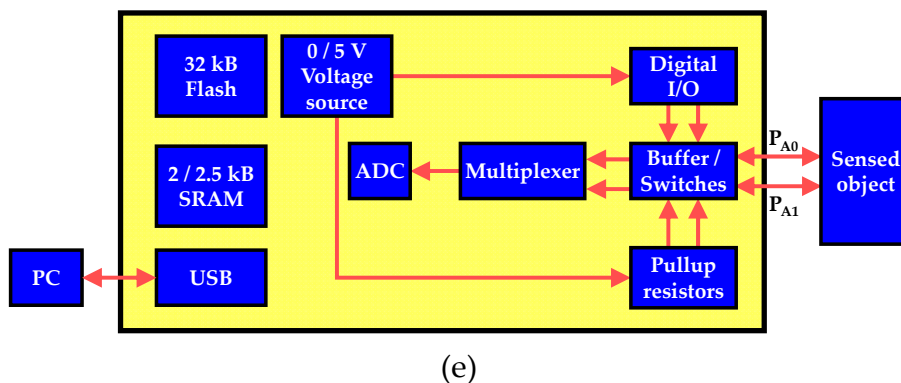 32 kB
Flash
0 / 5 V
Voltage
source
Digital
I/O
2 / 2.5 kB
SRAM
ADC
Multiplexer
Buffer /
Switches
PA0
PA1
Sensed
object
PC
USB
Pullup
resistors
(e)